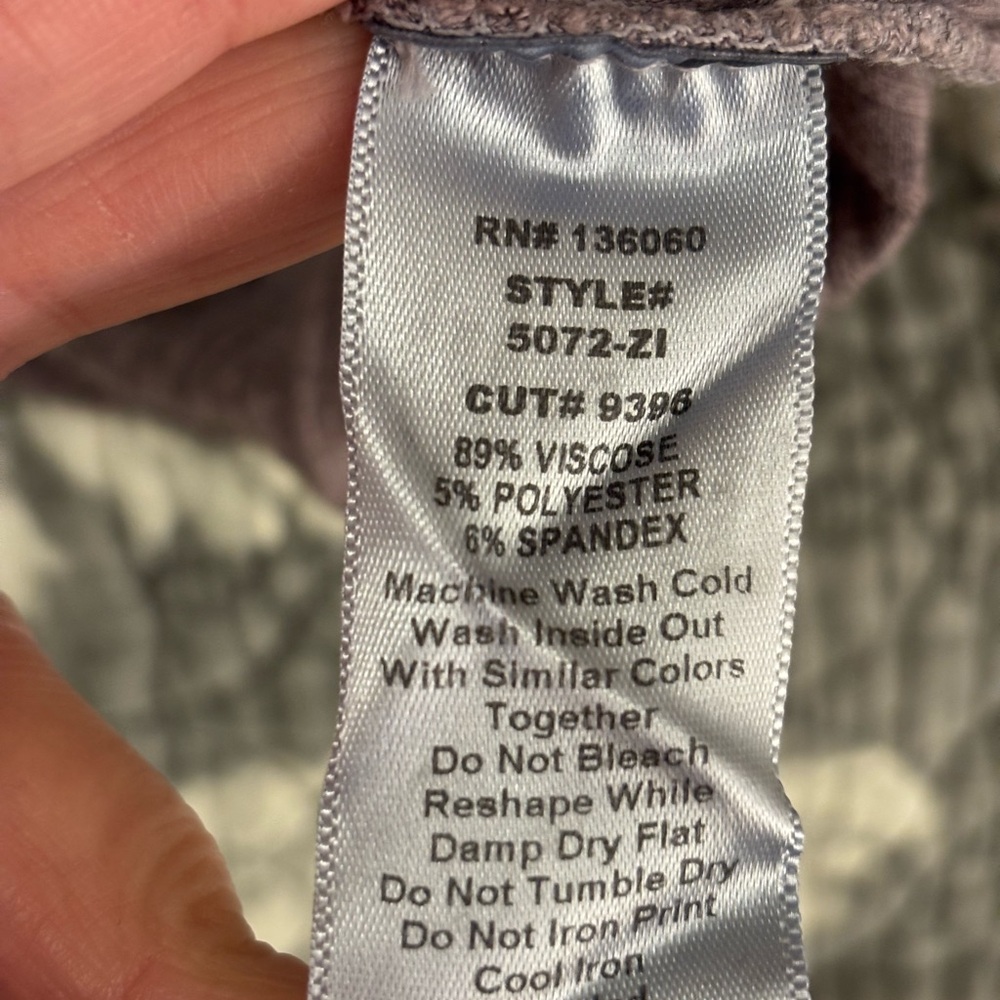 RN# 136060
STYLE#
5072-ZI
CUT# 9396
89% VISCOSE
5% POLYESTER
6% SPANDEX
Machine Wash Cold
Wash Inside Out
With Similar Colors
Together
Do Not Bleach
Reshape While
Damp Dry Flat
Do Not Tumble Dry
Do Not Iron Print
Cool Iron